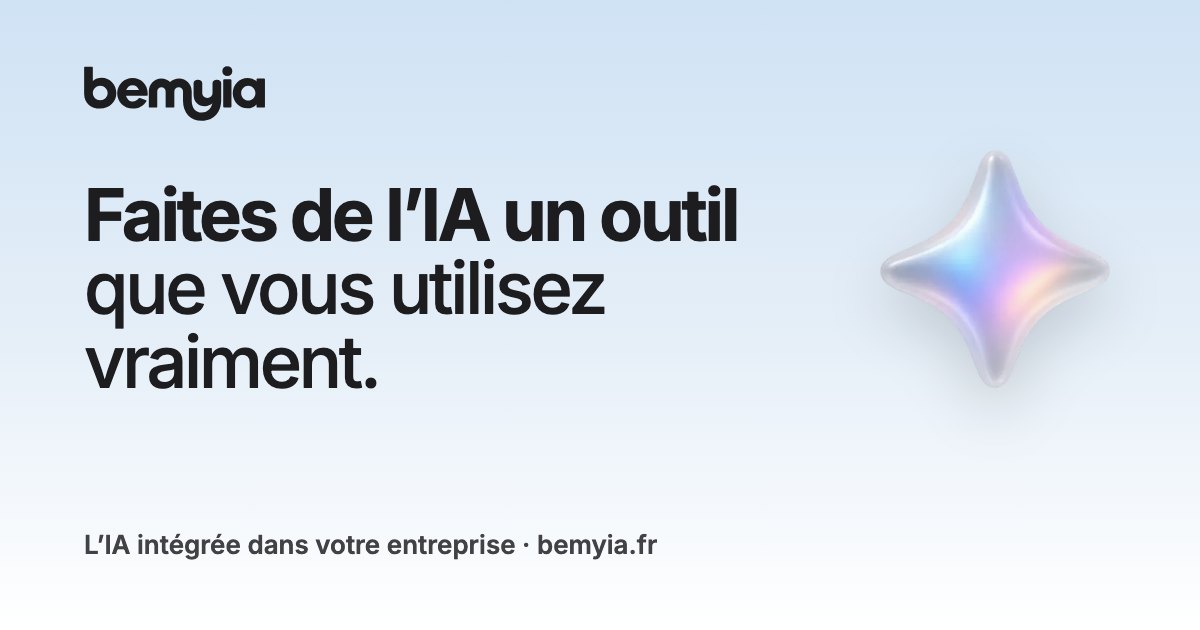 bemyia
Faites de l’IA un outil
que vous utilisez
vraiment.
L’IA intégrée dans votre entreprise · bemyia.fr